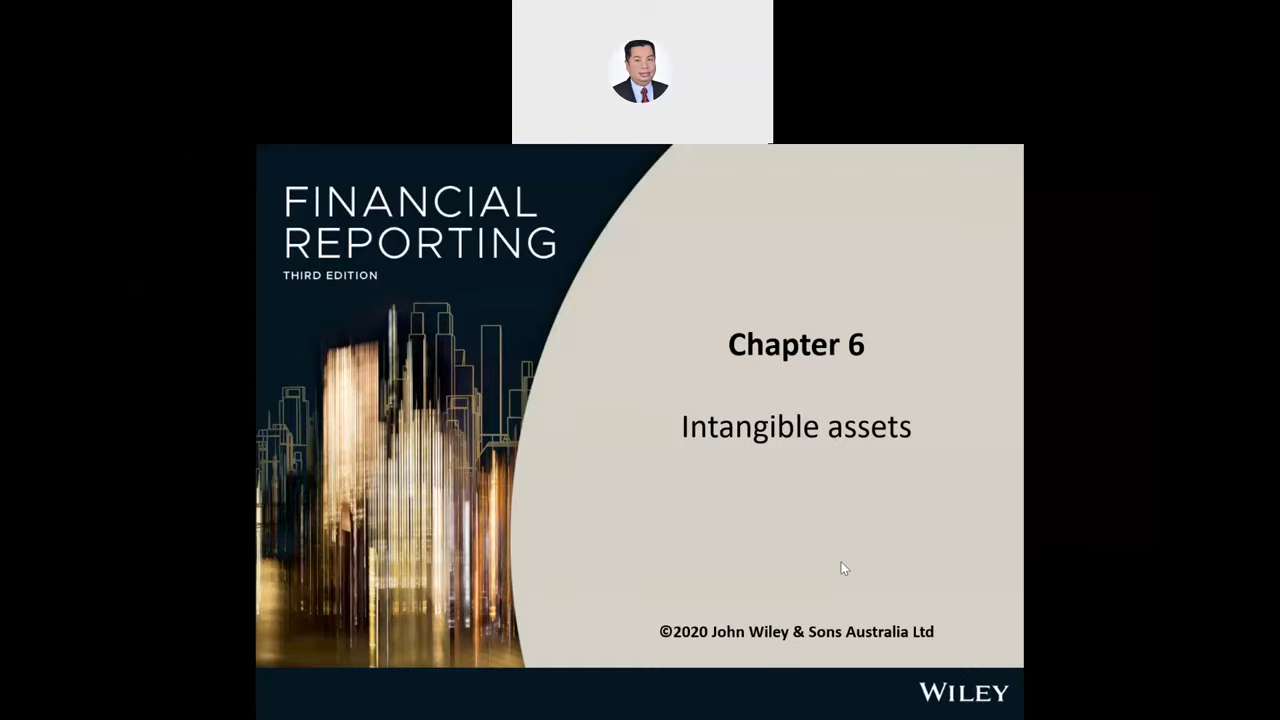 FINANCIAL
REPORTING
THIRD EDITION
Chapter 6
Intangible assets
©2020 John Wiley & Sons Australia Ltd
WILEY